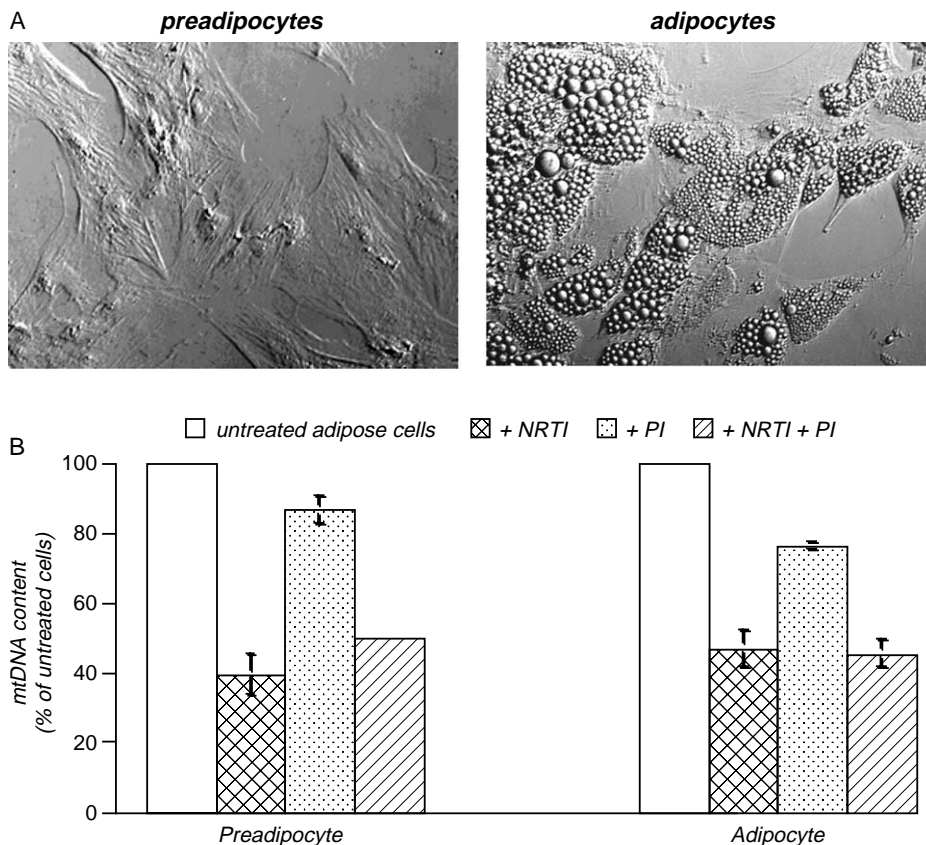 A
preadipocytes
adipocytes
untreated adipose cells + NRTI + PI + NRTI + PI
B
100
80
60
40
20
0
mtDNA content
(% of untreated cells)
Preadipocyte
Adipocyte